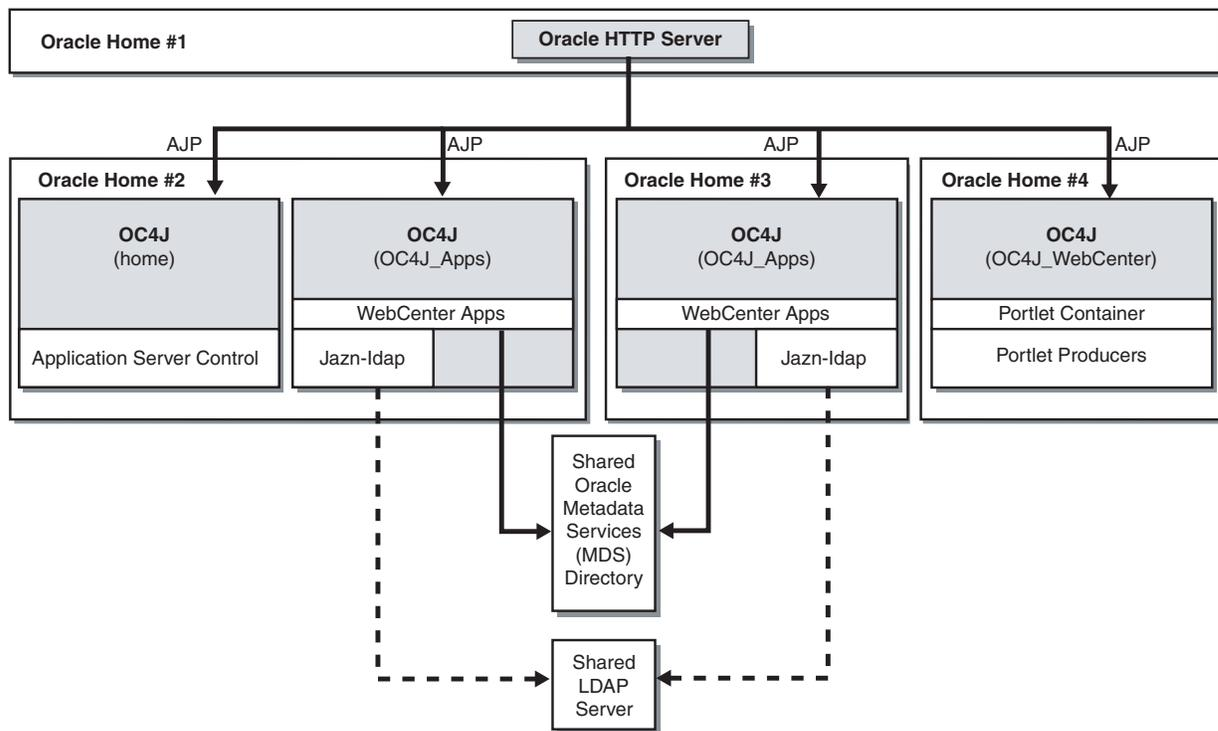 Oracle Home #1
Oracle HTTP Server
AJP
AJP
AJP
AJP
Oracle Home #2
Oracle Home #3
Oracle Home #4
OC4J
(home)
Application Server Control
OC4J
(OC4J_Apps)
WebCenter Apps
Jazn-ldap
OC4J
(OC4J_Apps)
WebCenter Apps
Jazn-ldap
OC4J
(OC4J_WebCenter)
Portlet Container
Portlet Producers
Shared
Oracle
Metadata
Services
(MDS)
Directory
Shared
LDAP
Server